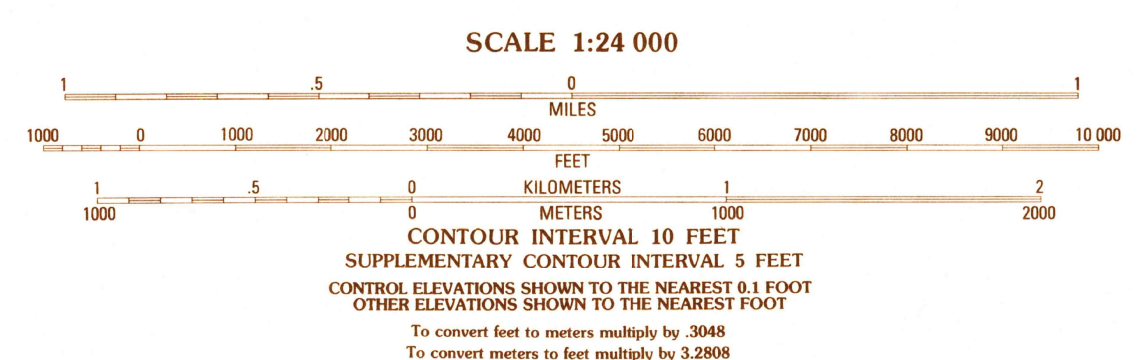 SCALE 1:24 000
1 .5 0 1
MILES
1000 0 1000 2000 3000 4000 5000 6000 7000 8000 9000 10 000
FEET
1 .5 0 KILOMETERS 1 2
1000 0 METERS 1000 2000
CONTOUR INTERVAL 10 FEET
SUPPLEMENTARY CONTOUR INTERVAL 5 FEET
CONTROL ELEVATIONS SHOWN TO THE NEAREST 0.1 FOOT
OTHER ELEVATIONS SHOWN TO THE NEAREST FOOT
To convert feet to meters multiply by .3048
To convert meters to feet multiply by 3.2808